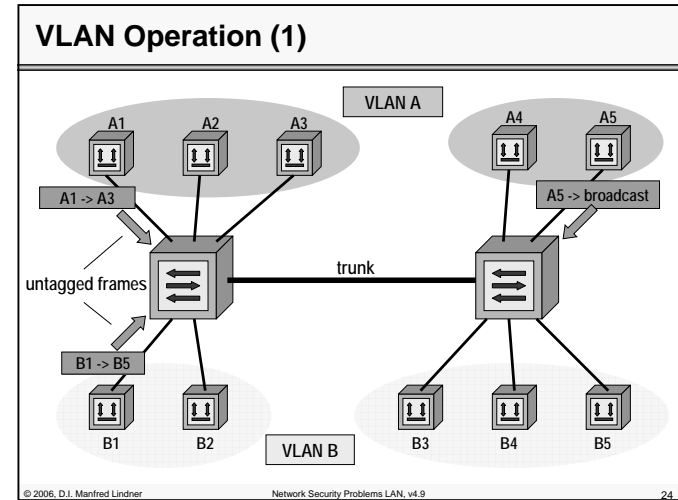 VLAN Operation (1)
VLAN A
A1
A2
A3
A4
A5
A1 -> A3
A5 -> broadcast
trunk
untagged frames
B1 -> B5
B1
B2
B3
B4
B5
VLAN B
© 2006, D.I. Manfred Lindner
Network Security Problems LAN, v4.9
24